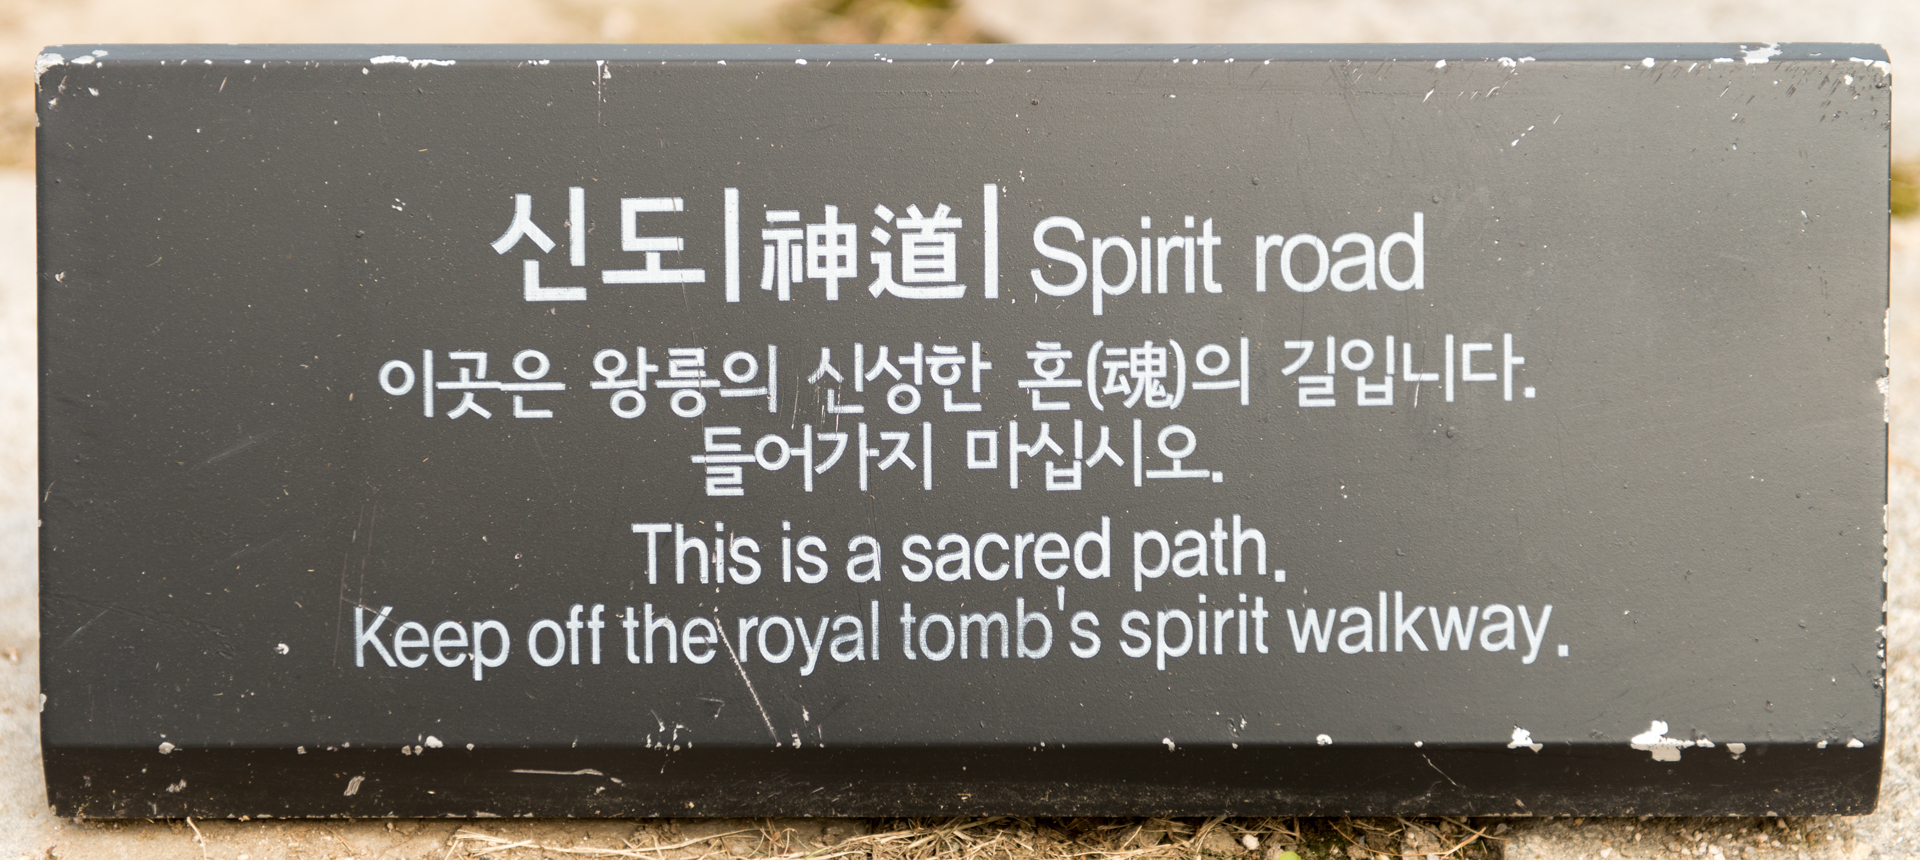 신도|神道| Spirit road
이곳은 왕릉의 신성한 혼(魂)의 길입니다.
들어가지 마십시오.
This is a sacred path.
Keep off the royal tomb's spirit walkway.